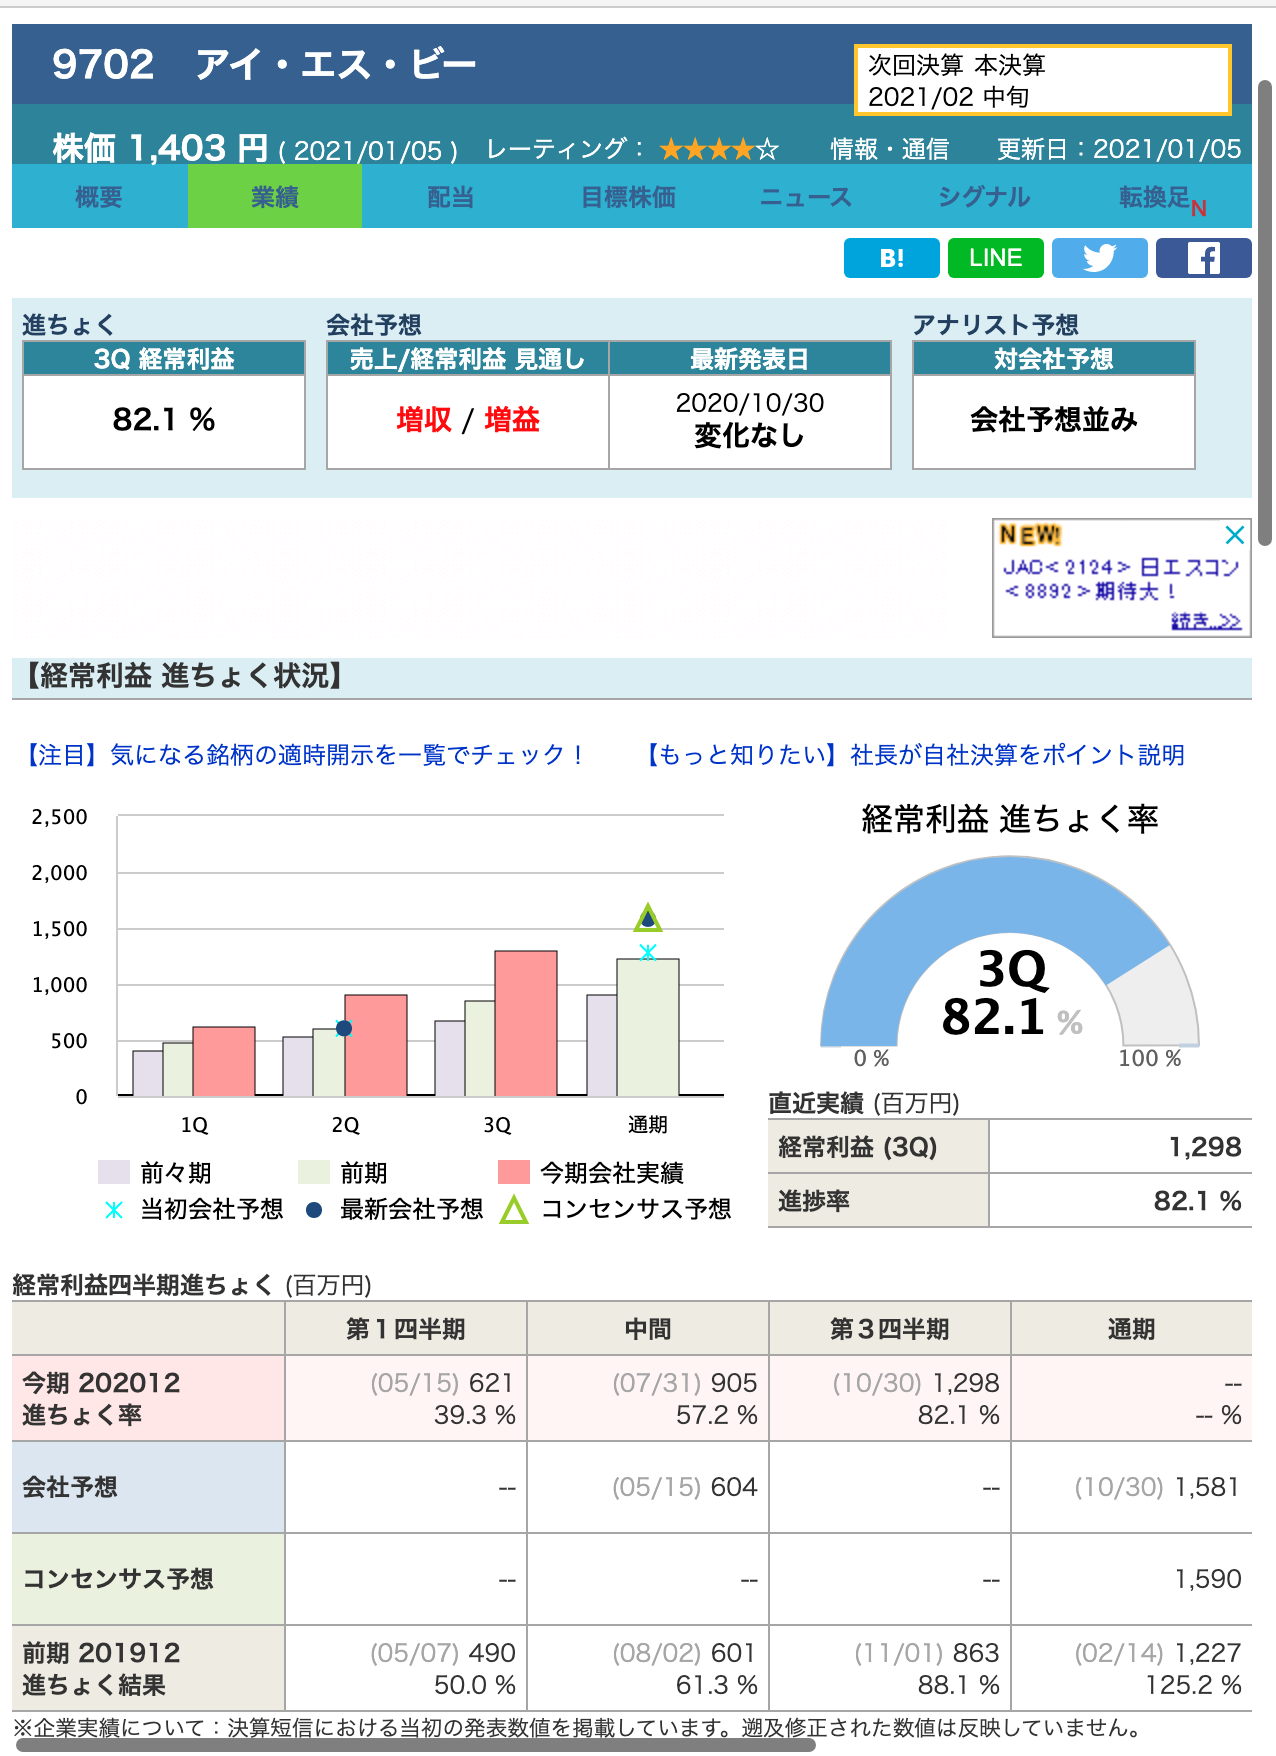 9702 アイ・エス・ビー
次回決算 本決算
2021/02 中旬
株価 1,403 円 ( 2021/01/05 ) レーティング： ★★★★☆ 情報・通信 更新日：2021/01/05
概要 業績 配当 目標株価 ニュース シグナル 転換足N
B! LINE
進ちょく 会社予想 アナリスト予想
3Q 経常利益 売上/経常利益 見通し 最新発表日 対会社予想
82.1 % 増収 / 増益 2020/10/30 会社予想並み
変化なし
NEW!
JAC<2124> 日エスコン
<8892>期待大！
続き..>>
【経常利益 進ちょく状況】
【注目】気になる銘柄の適時開示を一覧でチェック！ 【もっと知りたい】社長が自社決算をポイント説明
2,500
2,000
1,500
1,000
500
0
1Q 2Q 3Q 通期
前々期 前期 今期会社実績
当初会社予想 最新会社予想 コンセンサス予想
経常利益 進ちょく率
3Q
82.1 %
0 % 100 %
直近実績 (百万円)
経常利益 (3Q) 1,298
進捗率 82.1 %
経常利益四半期進ちょく (百万円)
第１四半期 中間 第３四半期 通期
今期 202012 (05/15) 621 (07/31) 905 (10/30) 1,298 --
進ちょく率 39.3 % 57.2 % 82.1 % -- %
会社予想 -- (05/15) 604 -- (10/30) 1,581
コンセンサス予想 -- -- -- 1,590
前期 201912 (05/07) 490 (08/02) 601 (11/01) 863 (02/14) 1,227
進ちょく結果 50.0 % 61.3 % 88.1 % 125.2 %
※企業実績について：決算短信における当初の発表数値を掲載しています。遡及修正された数値は反映していません。